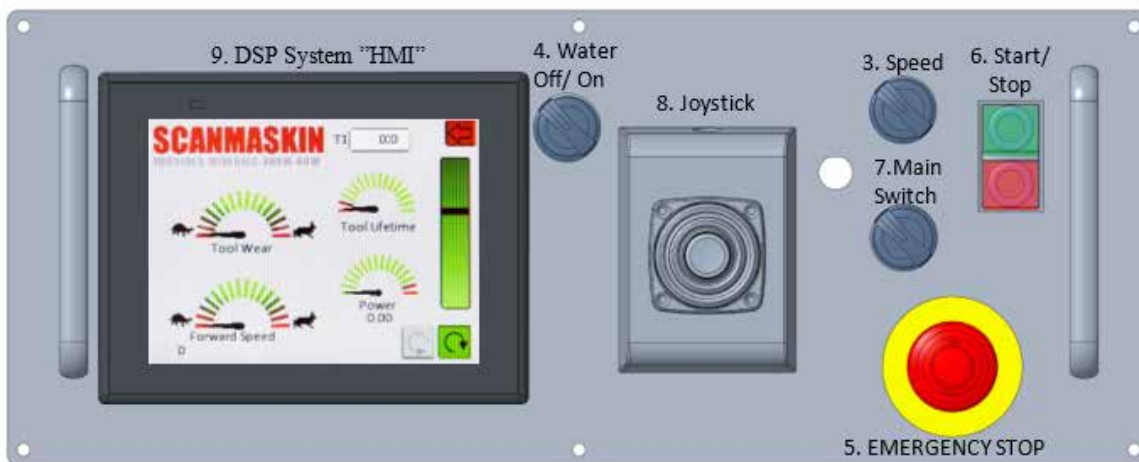 9. DSP System ”HMI”
4. Water
Off/ On
8. Joystick
3. Speed
6. Start/
Stop
7.Main
Switch
5. EMERGENCY STOP
SCANMASKIN
T1
0:0
Tool Wear
Tool Lifetime
Forward Speed
0
Power
0.00